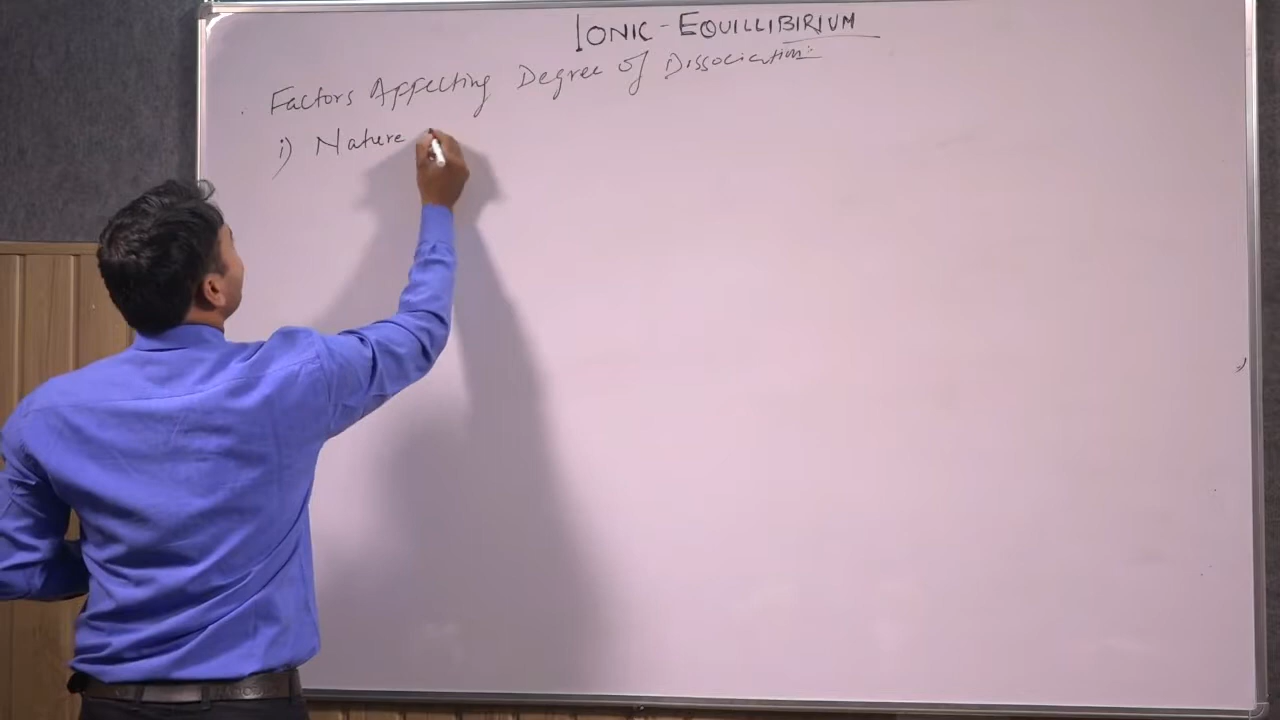 IONIC-EQUILLIBIRIUM
Factors Affecting Degree of Dissociation:
i) Nature